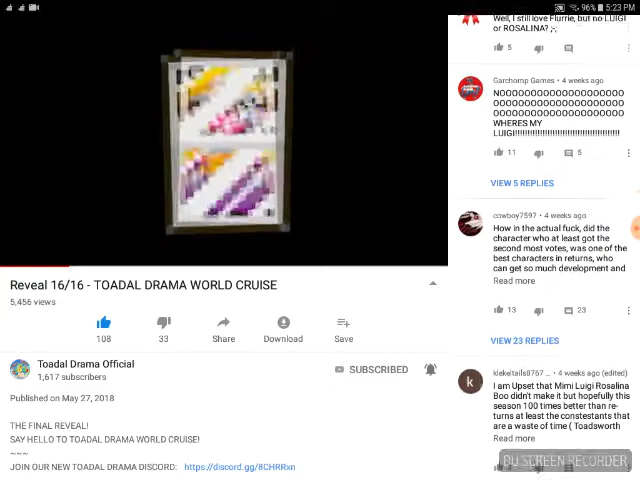 96% 5:23 PM
Reveal 16/16 - TOADAL DRAMA WORLD CRUISE
5,456 views
108
33
Share
Download
Save
Toadal Drama Official
1,617 subscribers
SUBSCRIBED
Published on May 27, 2018
THE FINAL REVEAL!
SAY HELLO TO TOADAL DRAMA WORLD CRUISE!
~~~
JOIN OUR NEW TOADAL DRAMA DISCORD: https://discord.gg/8CHRRxn
Well, I still love Flurrie, but no LUIGI
or ROSALINA? ;-;
5
Garchomp Games • 4 weeks ago
NOOOOOOOOOOOOOOOOOOOOO
OOOOOOOOOOOOOOOOOOOOOO
OOOOOOOOOOOOOOOOOOOOOO
WHERES MY
LUIGI!!!!!!!!!!!!!!!!!!!!!!!!!!!!!!!!!!!!!!!!
11
5
VIEW 5 REPLIES
cowboy7597 • 4 weeks ago
How in the actual fuck, did the
character who at least got the
second most votes, was one of the
best characters in returns, who
can get so much development and
Read more
13
23
VIEW 23 REPLIES
k
klekeltails8767 ... • 4 weeks ago (edited)
I am Upset that Mimi Luigi Rosalina
Boo didn't make it but hopefully this
season 100 times better than re-
turns at least the constestants that
are a waste of time ( Toadsworth
Read more
DU SCREEN RECORDER